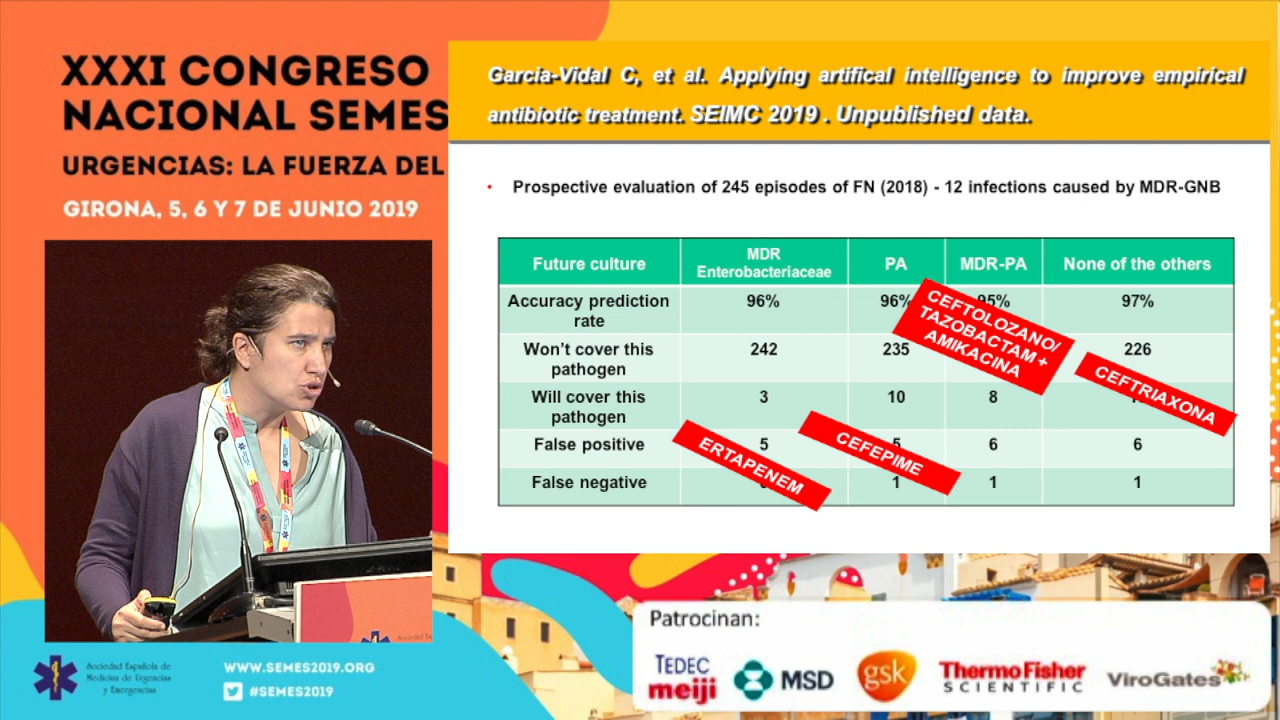 XXXI CONGRESO
NACIONAL SEMES
URGENCIAS: LA FUERZA DEL
GIRONA, 5, 6 Y 7 DE JUNIO 2019
Garcia-Vidal C, et al. Applying artifical intelligence to improve empirical
antibiotic treatment. SEIMC 2019 . Unpublished data.
• Prospective evaluation of 245 episodes of FN (2018) - 12 infections caused by MDR-GNB
Future culture MDR Enterobacteriaceae PA MDR-PA None of the others
Accuracy prediction rate 96% 96% 95% 97%
Won't cover this pathogen 242 235 226
Will cover this pathogen 3 10 8
False positive 5 5 6 6
False negative 1 1 1
CEFTOLOZANO/
TAZOBACTAM +
AMIKACINA
CEFTRIAXONA
ERTAPENEM
CEFEPIME
Patrocinan:
TEDEC
meiji
MSD
gsk
ThermoFisher
SCIENTIFIC
ViroGates
Sociedad Española de
Medicina de Urgencias
y Emergencias
WWW.SEMES2019.ORG
#SEMES2019